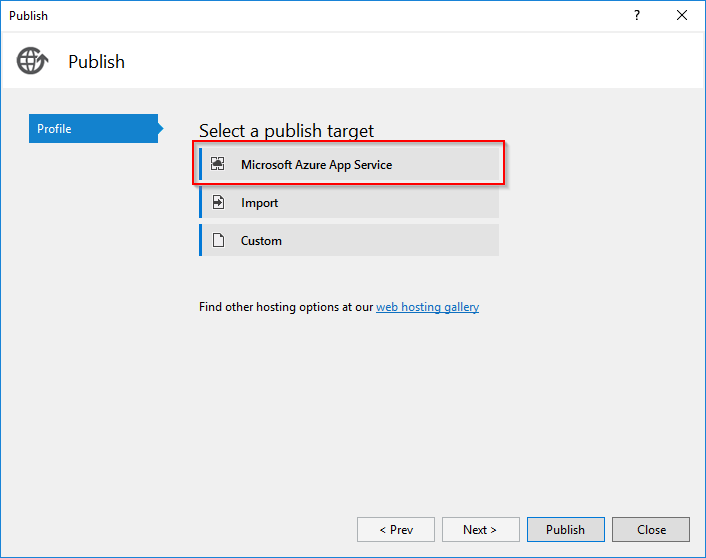 Publish
?
Publish
Profile
Select a publish target
Microsoft Azure App Service
Import
Custom
Find other hosting options at our web hosting gallery
< Prev
Next >
Publish
Close